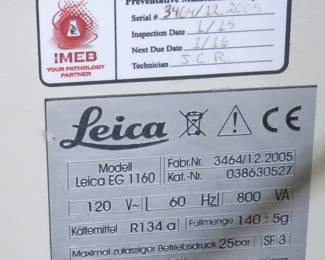 Preventative Maint
Serial # 3464/12.2005
Inspection Date 1/15
Next Due Date 1/16
Technician J.C.R.
IMEB
YOUR PATHOLOGY
PARTNER
Leica
CE
Modell
Leica EG 1160
Fabr.Nr. 3464/12.2005
Kat.-Nr. 038630527
120 V~ 60 Hz 800 VA
Kältemittel R134 a Füllmenge 140 ± 5g
Maximal zulässiger Betriebsdruck 25bar SF 3